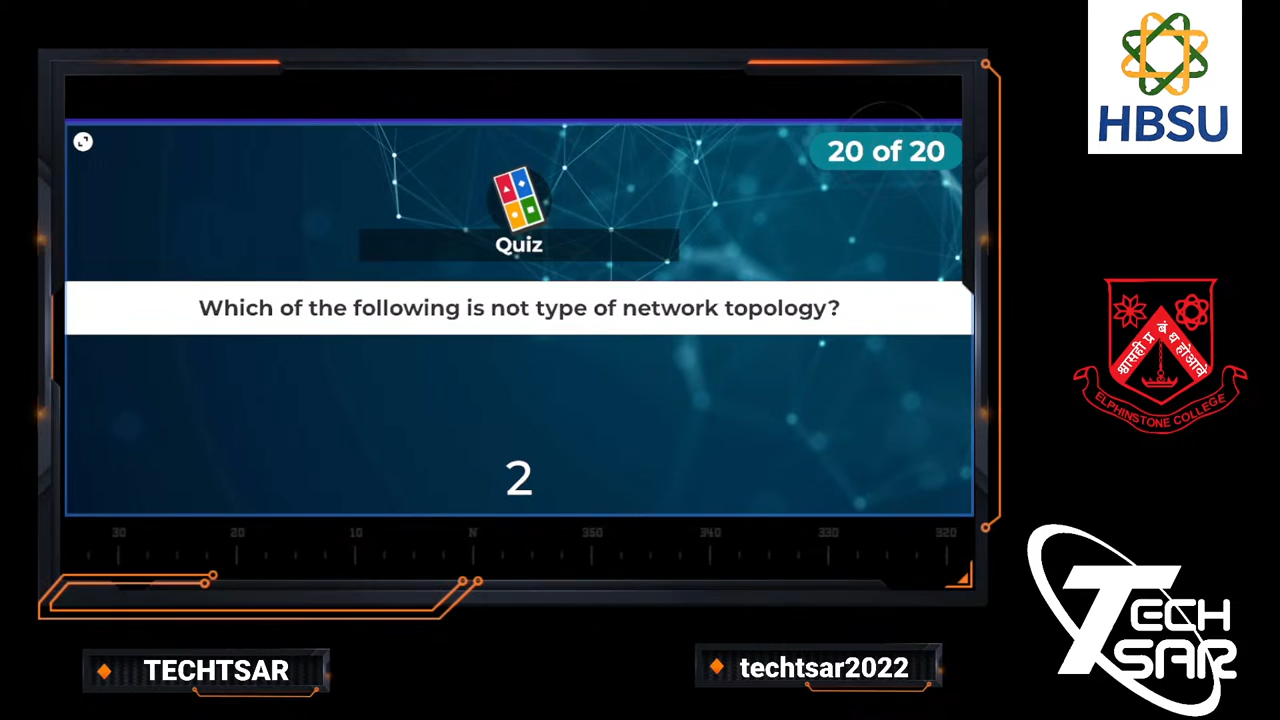 HBSU
20 of 20
Quiz
Which of the following is not type of network topology?
2
30 20 10 N 350 340 330 320
ELPHINSTONE COLLEGE
TECH
TSAR
TECHTSAR
techtsar2022